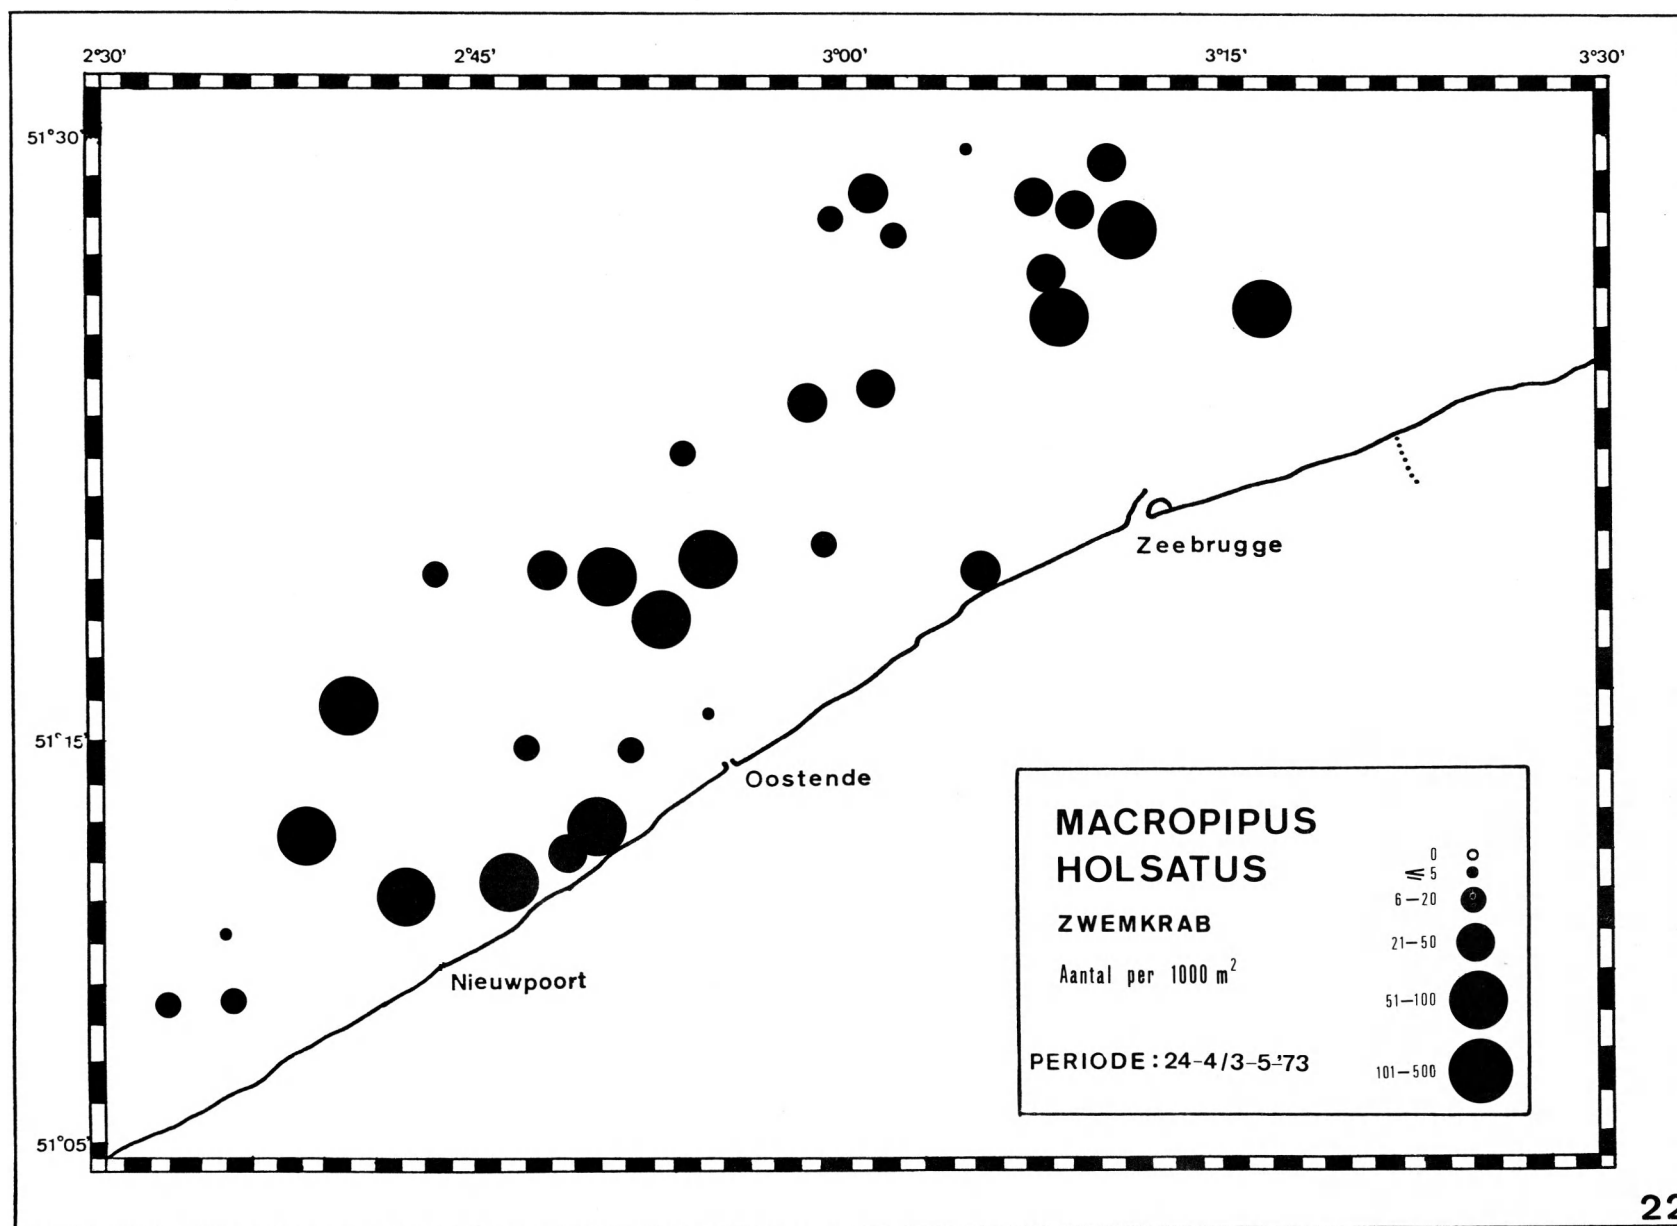 2°30' 2°45' 3°00' 3°15' 3°30'
51°30'
51°15'
51°05'
Zeebrugge
Oostende
Nieuwpoort
MACROPIPUS
HOLSATUS
ZWEMKRAB
Aantal per 1000 m²
PERIODE : 24-4/3-5-'73
0
≤ 5
6—20
21—50
51—100
101—500
22